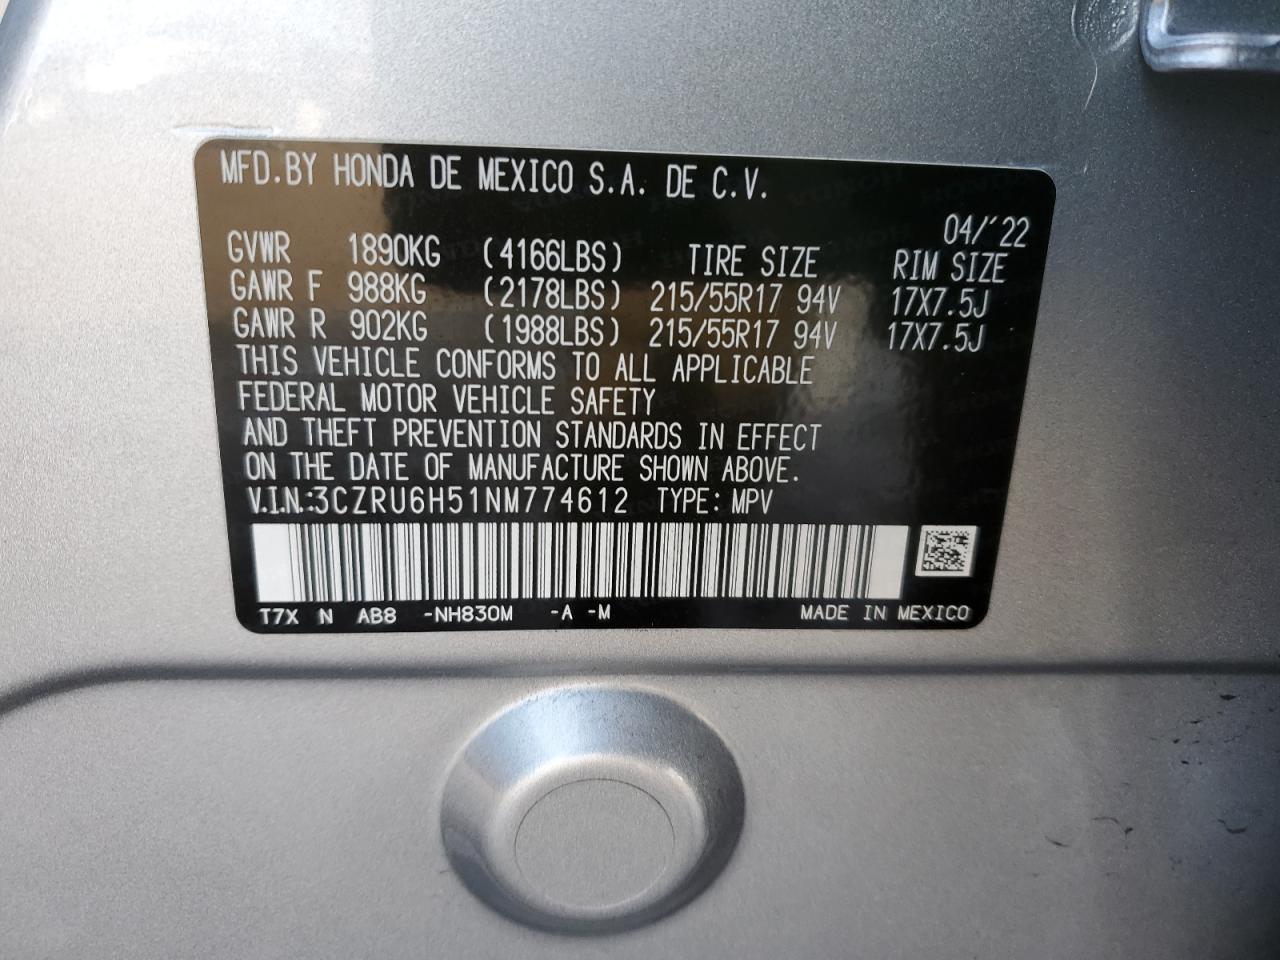 MFD.BY HONDA DE MEXICO S.A. DE C.V.
04/'22
GVWR 1890KG (4166LBS) TIRE SIZE RIM SIZE
GAWR F 988KG (2178LBS) 215/55R17 94V 17X7.5J
GAWR R 902KG (1988LBS) 215/55R17 94V 17X7.5J
THIS VEHICLE CONFORMS TO ALL APPLICABLE
FEDERAL MOTOR VEHICLE SAFETY
AND THEFT PREVENTION STANDARDS IN EFFECT
ON THE DATE OF MANUFACTURE SHOWN ABOVE.
V.I.N.:3CZRU6H51NM774612 TYPE: MPV
T7X N AB8 -NH830M -A -M MADE IN MEXICO